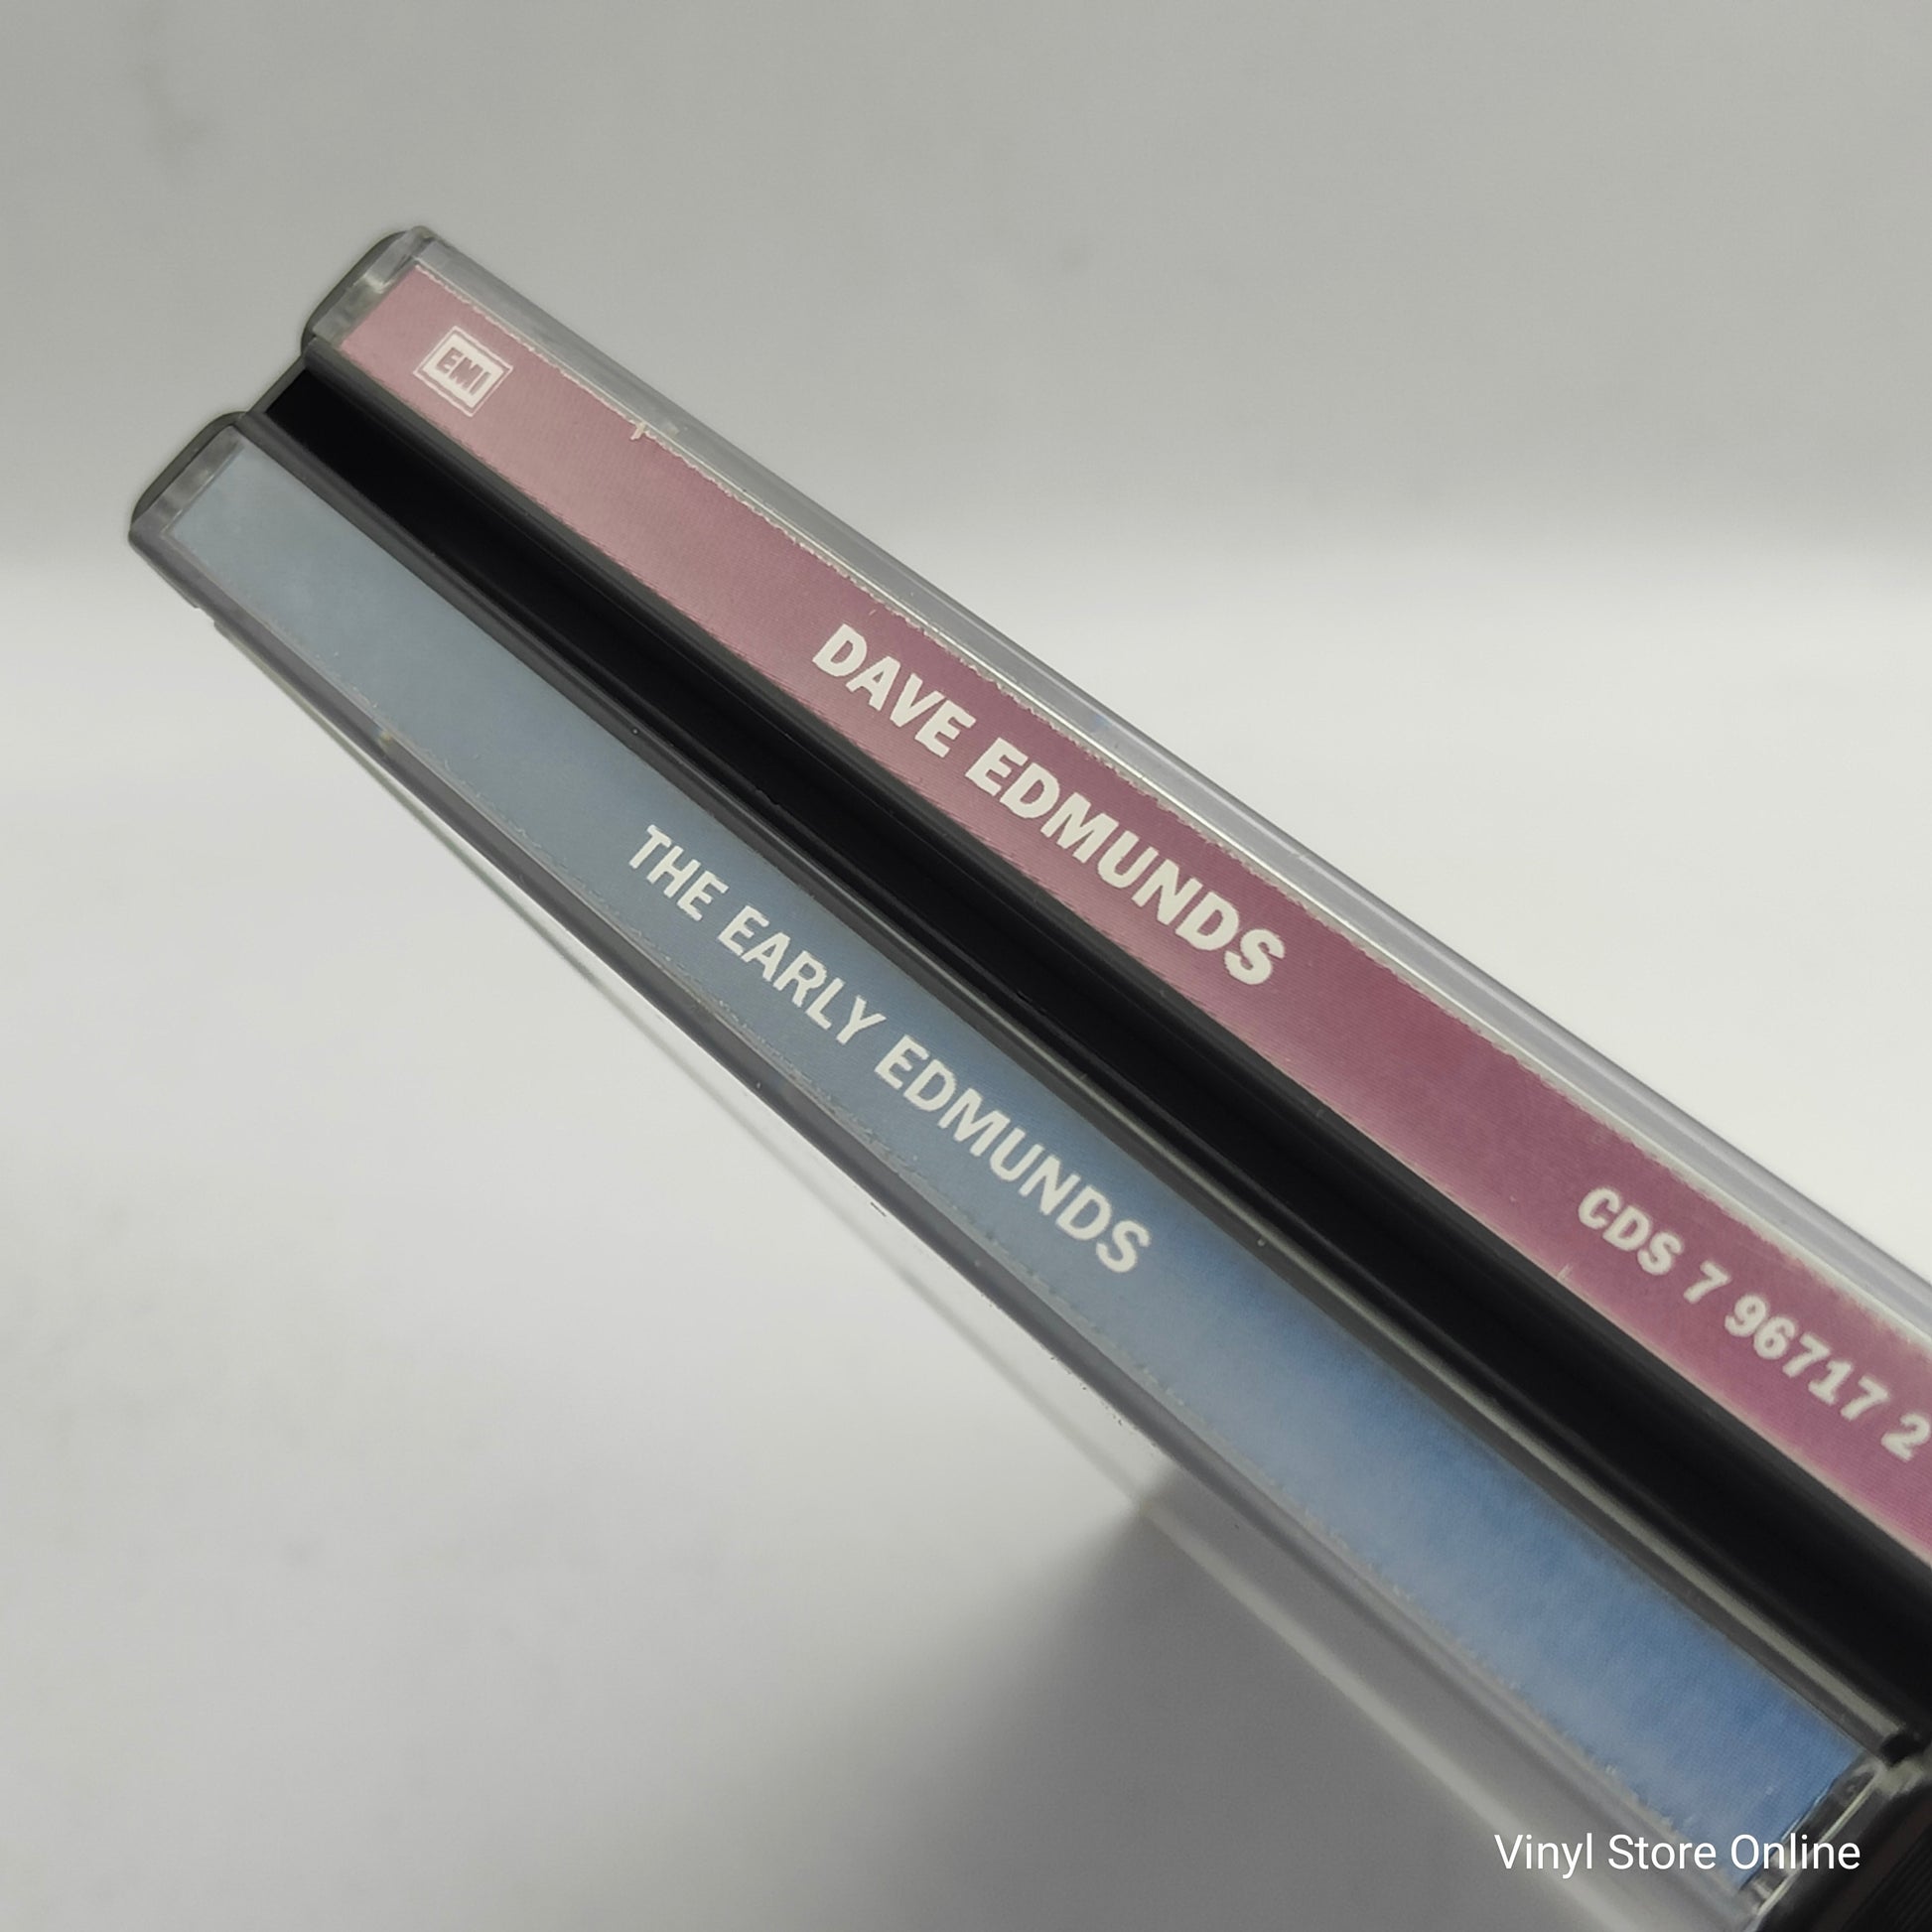 EMI
DAVE EDMUNDS
CDS 7 96717 2
THE EARLY EDMUNDS
Vinyl Store Online